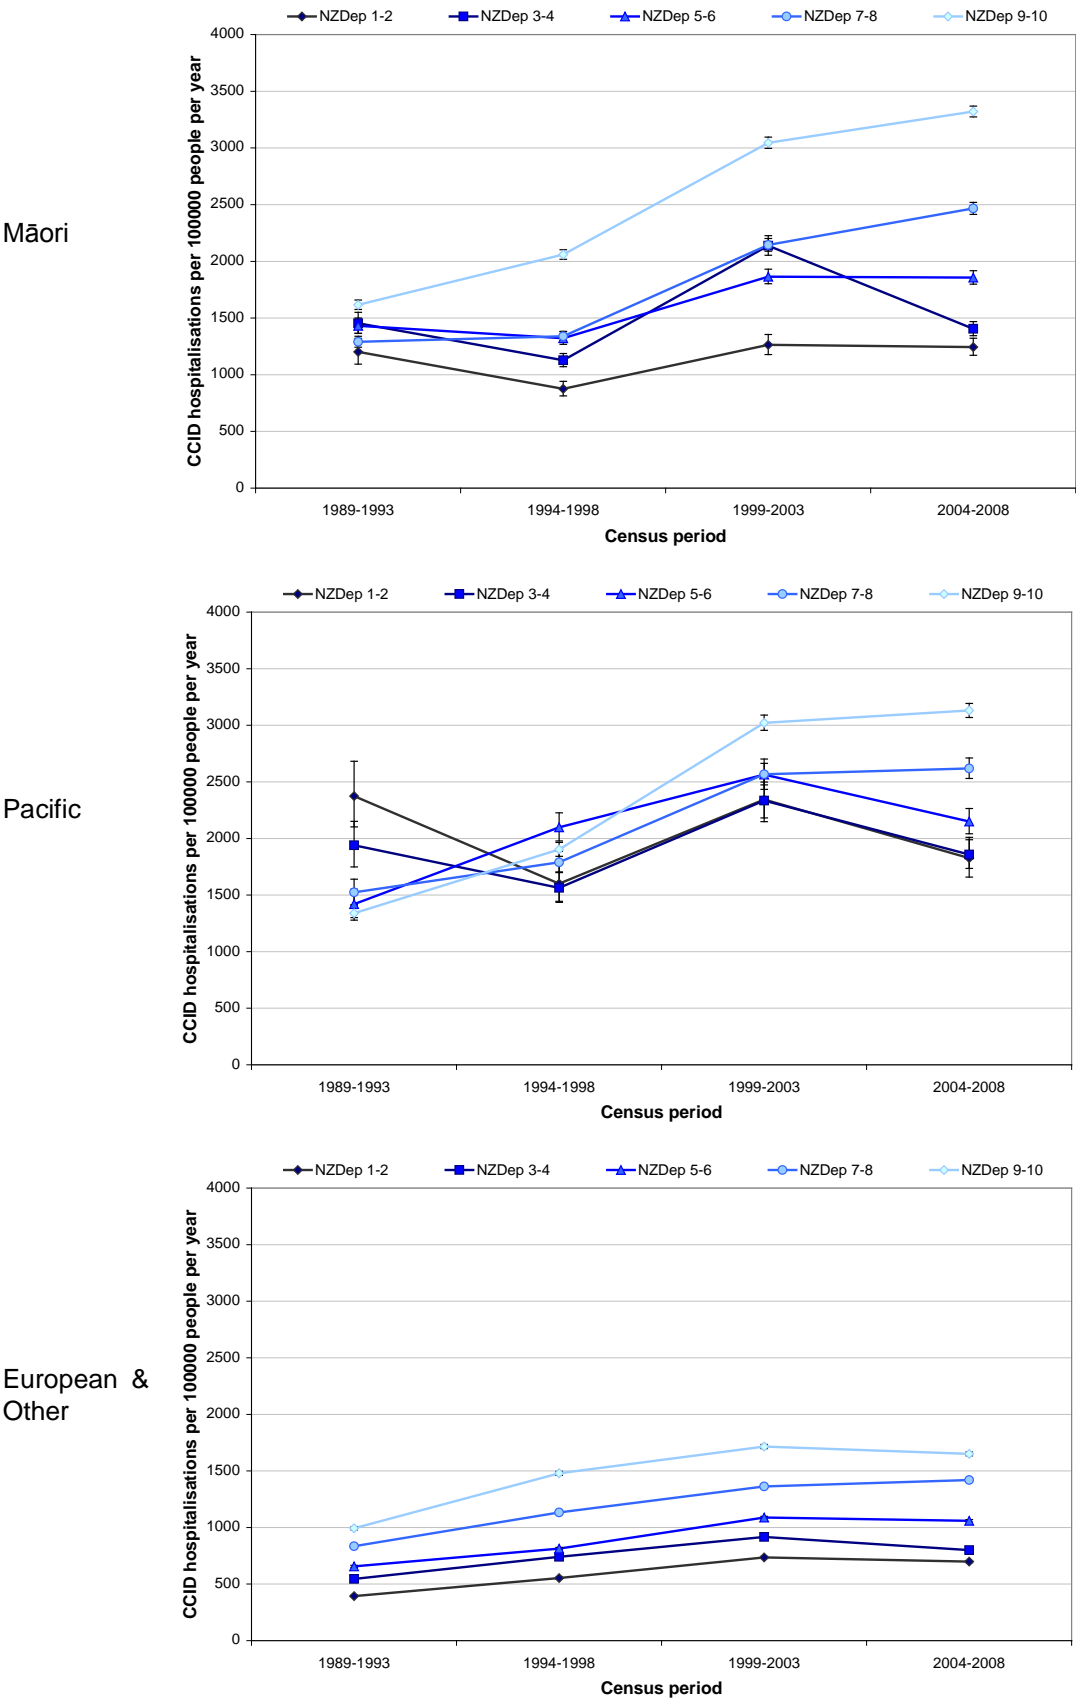 NZDep 1-2 NZDep 3-4 NZDep 5-6 NZDep 7-8 NZDep 9-10
Māori
CCID hospitalisations per 100000 people per year
4000
3500
3000
2500
2000
1500
1000
500
0
1989-1993 1994-1998 1999-2003 2004-2008
Census period
NZDep 1-2 NZDep 3-4 NZDep 5-6 NZDep 7-8 NZDep 9-10
Pacific
CCID hospitalisations per 100000 people per year
4000
3500
3000
2500
2000
1500
1000
500
0
1989-1993 1994-1998 1999-2003 2004-2008
Census period
NZDep 1-2 NZDep 3-4 NZDep 5-6 NZDep 7-8 NZDep 9-10
European &
Other
CCID hospitalisations per 100000 people per year
4000
3500
3000
2500
2000
1500
1000
500
0
1989-1993 1994-1998 1999-2003 2004-2008
Census period